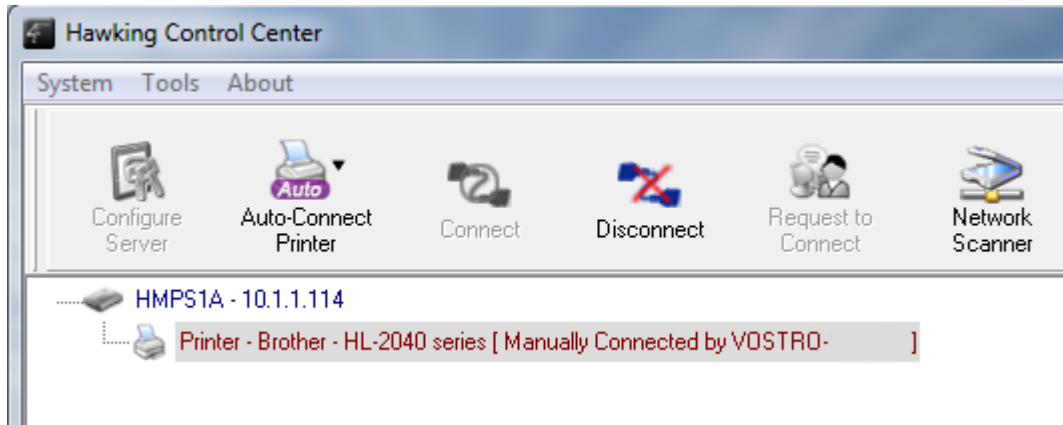 Hawking Control Center
System Tools About
Auto
Configure Server
Auto-Connect Printer
Connect
Disconnect
Request to Connect
Network Scanner
HMPS1A - 10.1.1.114
Printer - Brother - HL-2040 series [ Manually Connected by VOSTRO- ]